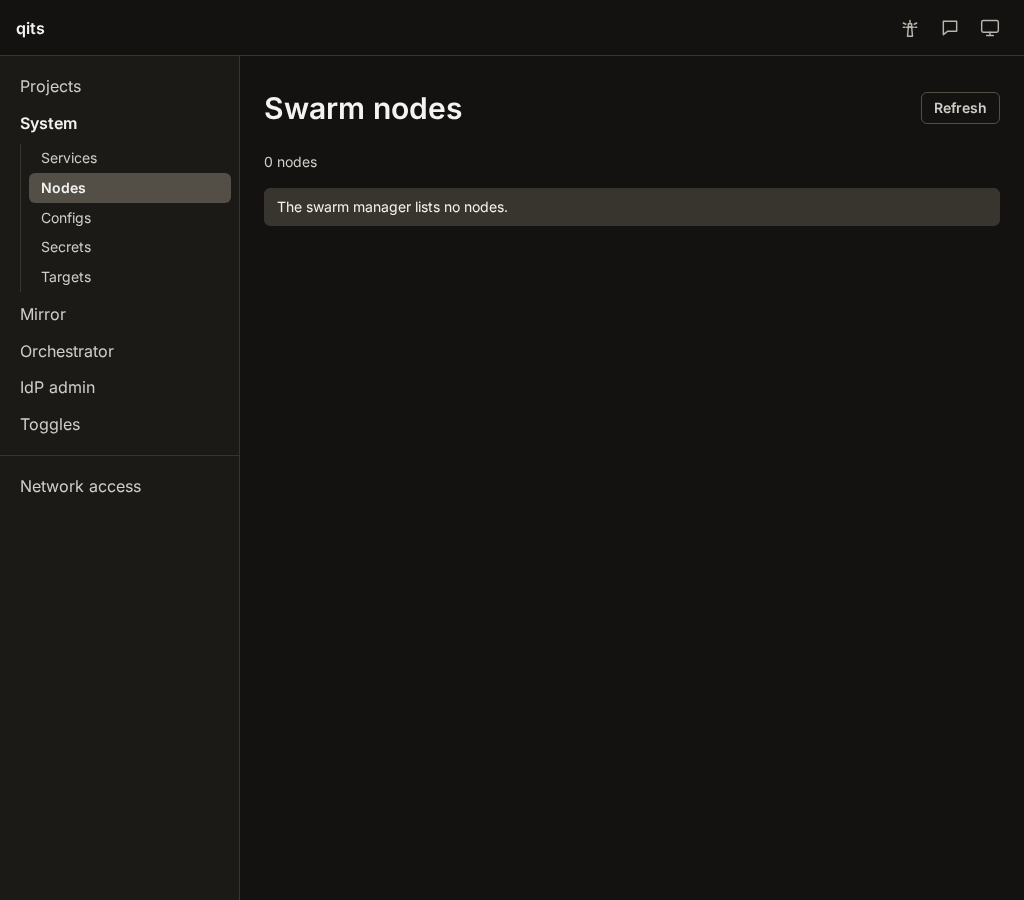 qits
Projects
System
Services
Nodes
Configs
Secrets
Targets
Mirror
Orchestrator
IdP admin
Toggles
Network access
Swarm nodes
Refresh
0 nodes
The swarm manager lists no nodes.